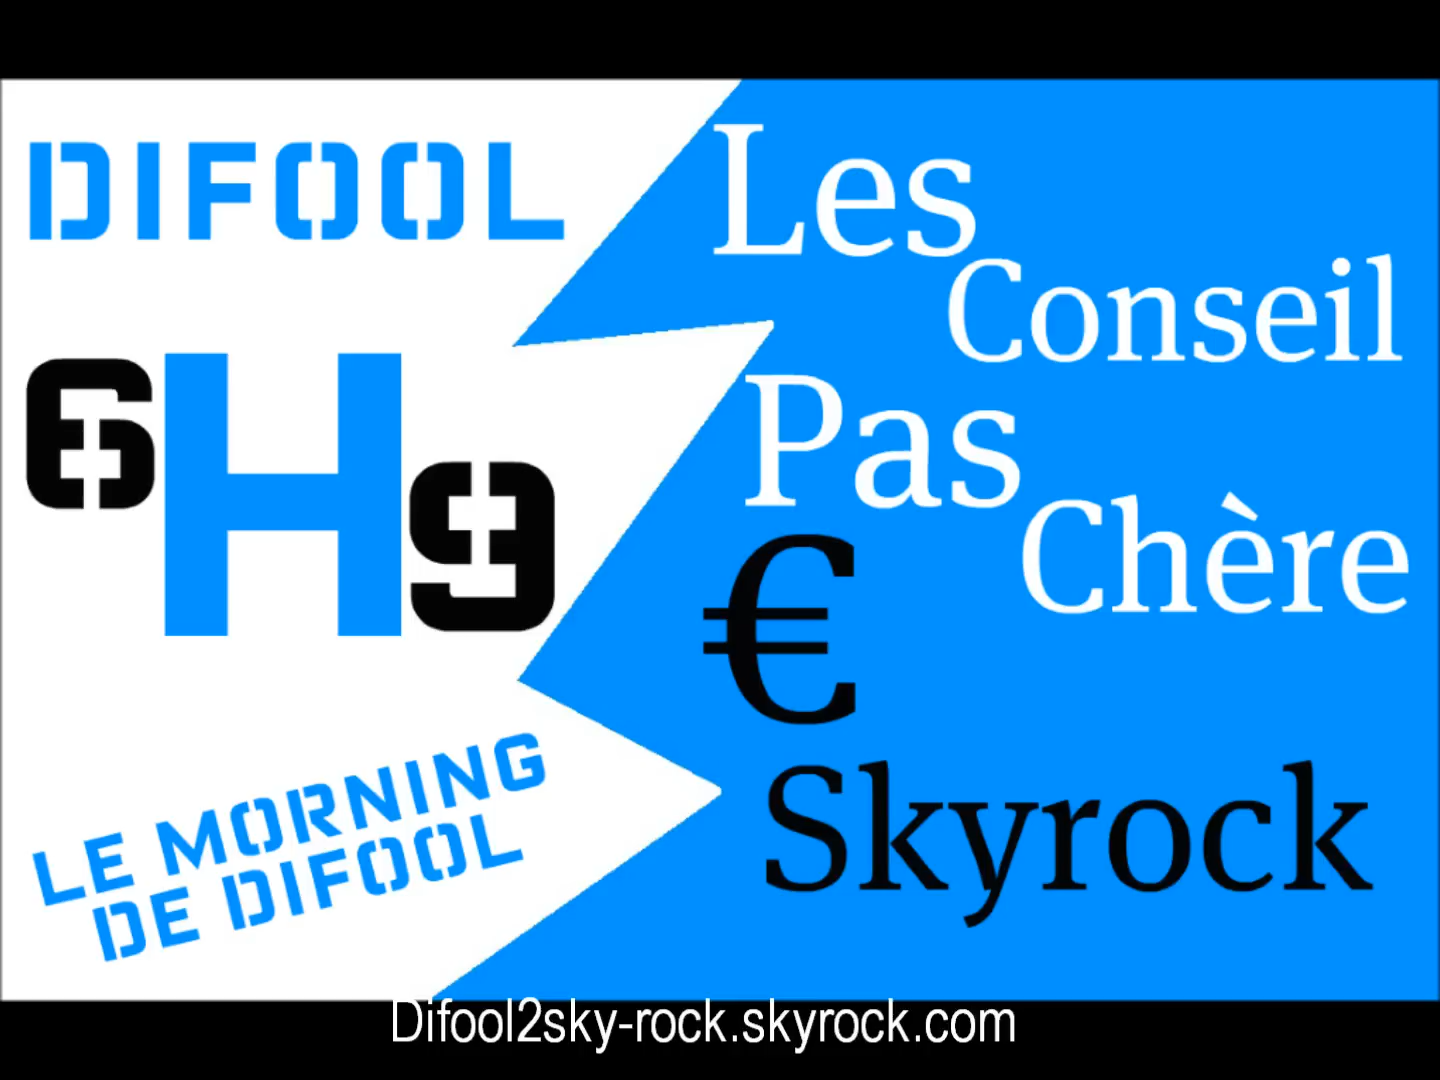 DIFOOL
6H9
LE MORNING
DE DIFOOL
Les
Conseil
Pas
Chère
€
Skyrock
Difool2sky-rock.skyrock.com